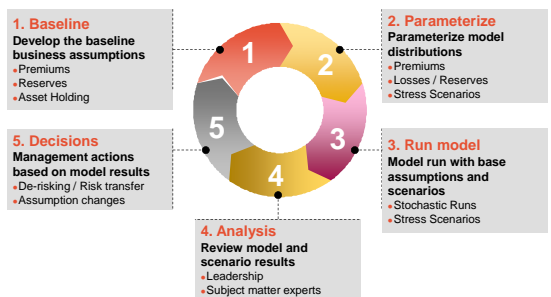 1. Baseline
Develop the baseline
business assumptions
•Premiums
•Reserves
•Asset Holding
2. Parameterize
Parameterize model
distributions
•Premiums
•Losses / Reserves
•Stress Scenarios
1
2
3
4
5
5. Decisions
Management actions
based on model results
•De-risking / Risk transfer
•Assumption changes
3. Run model
Model run with base
assumptions and
scenarios
•Stochastic Runs
•Stress Scenarios
4. Analysis
Review model and
scenario results
•Leadership
•Subject matter experts